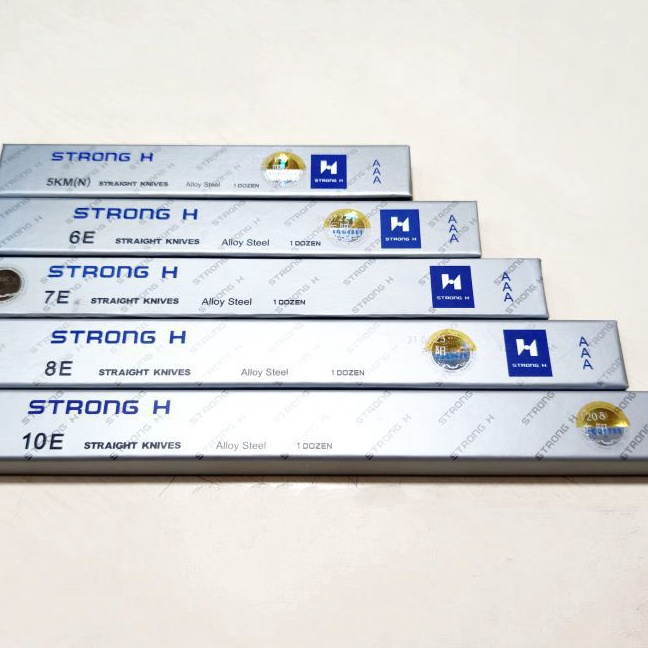 STRONG H
5KM(N) STRAIGHT KNIVES Alloy Steel 1 DOZEN
STRONG H
AAA
STRONG H
6E STRAIGHT KNIVES Alloy Steel 1 DOZEN
STRONG H
AAA
STRONG H
7E STRAIGHT KNIVES Alloy Steel 1 DOZEN
STRONG H
AAA
STRONG H
8E STRAIGHT KNIVES Alloy Steel 1 DOZEN
STRONG H
AAA
STRONG H
10E STRAIGHT KNIVES Alloy Steel 1 DOZEN